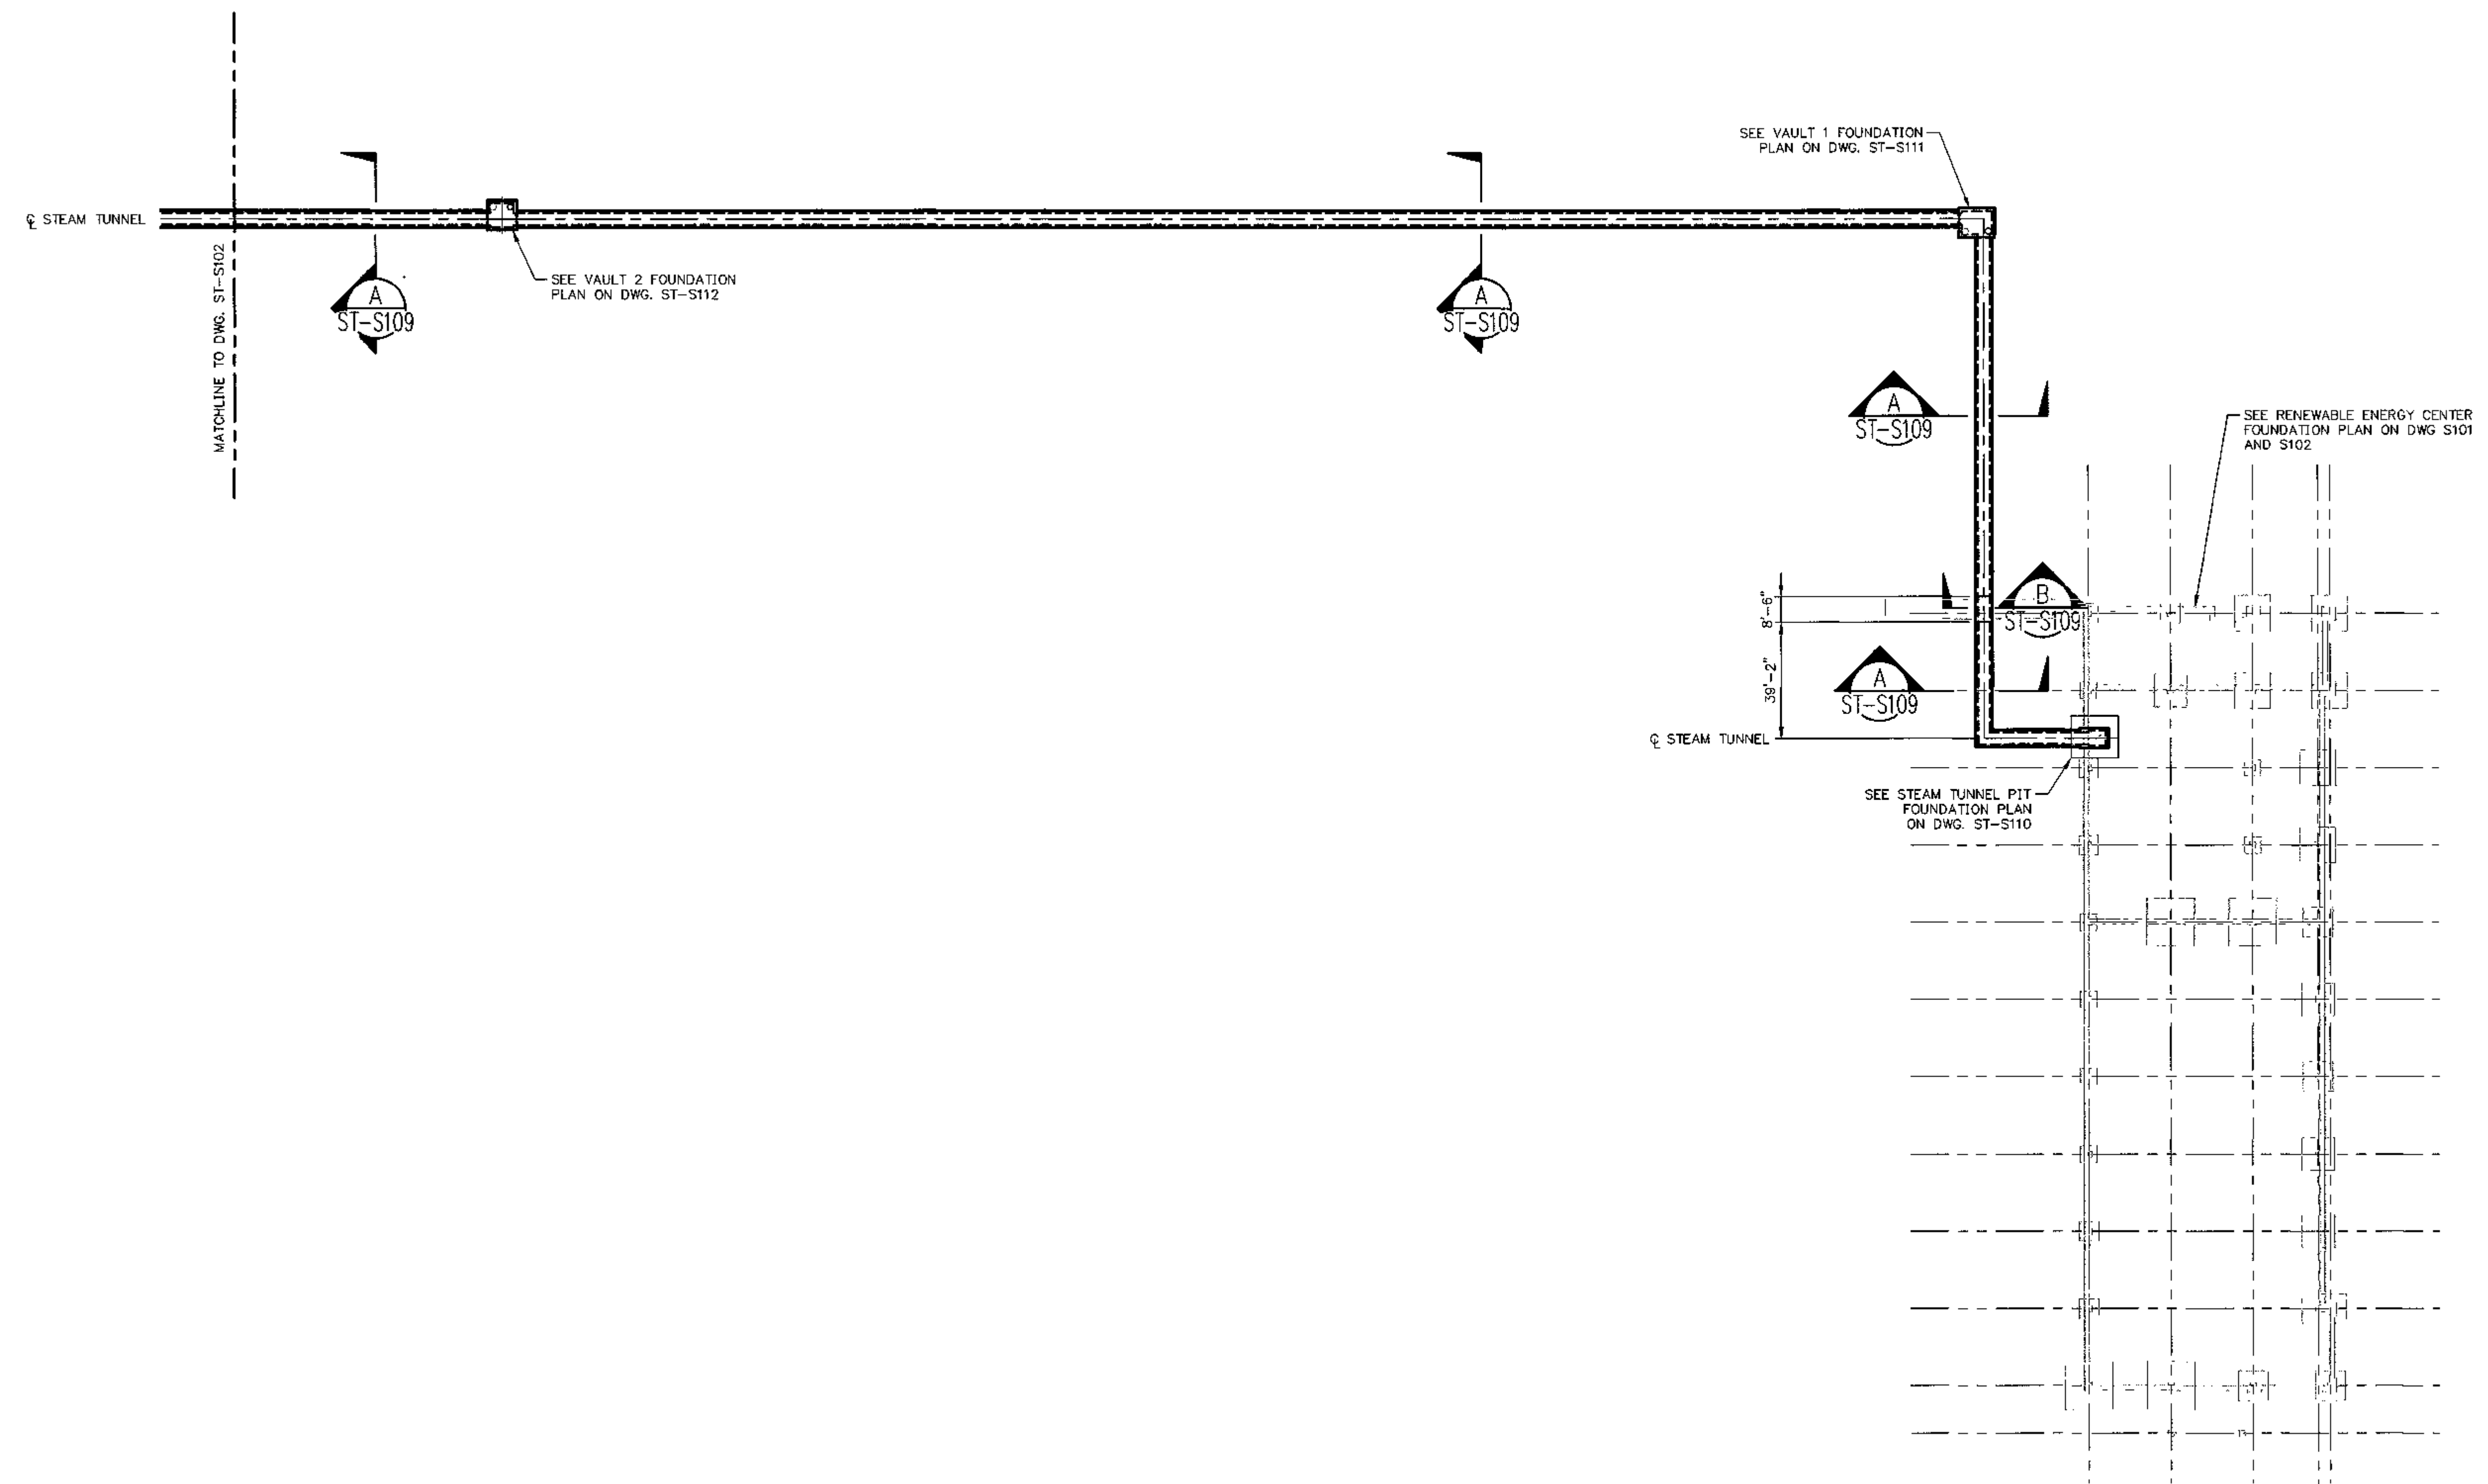 SEE VAULT 1 FOUNDATION
PLAN ON DWG. ST-S111
℄ STEAM TUNNEL
MATCHLINE TO DWG. ST-S102
SEE VAULT 2 FOUNDATION
PLAN ON DWG. ST-S112
A
ST-S109
A
ST-S109
A
ST-S109
SEE RENEWABLE ENERGY CENTER
FOUNDATION PLAN ON DWG S101
AND S102
8'-6"
B
ST-S109
39'-2"
A
ST-S109
℄ STEAM TUNNEL
SEE STEAM TUNNEL PIT
FOUNDATION PLAN
ON DWG. ST-S110